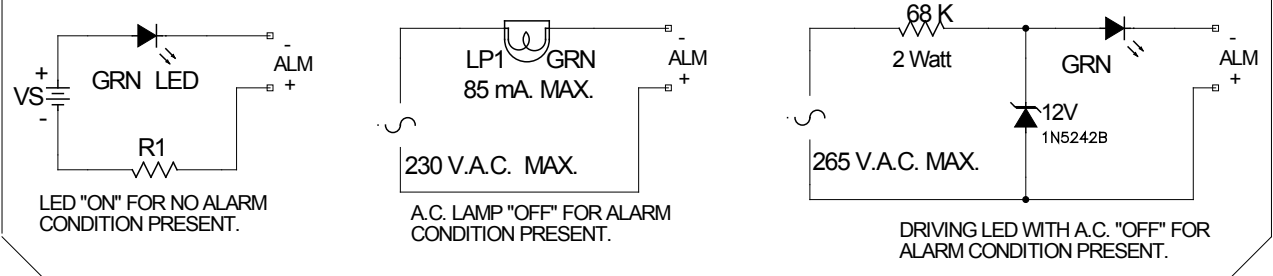 GRN LED
-
ALM
+
+
VS
-
R1
LED "ON" FOR NO ALARM
CONDITION PRESENT.
LP1 GRN
85 mA. MAX.
-
ALM
+
230 V.A.C. MAX.
A.C. LAMP "OFF" FOR ALARM
CONDITION PRESENT.
68 K
2 Watt
GRN
-
ALM
+
12V
1N5242B
265 V.A.C. MAX.
DRIVING LED WITH A.C. "OFF" FOR
ALARM CONDITION PRESENT.